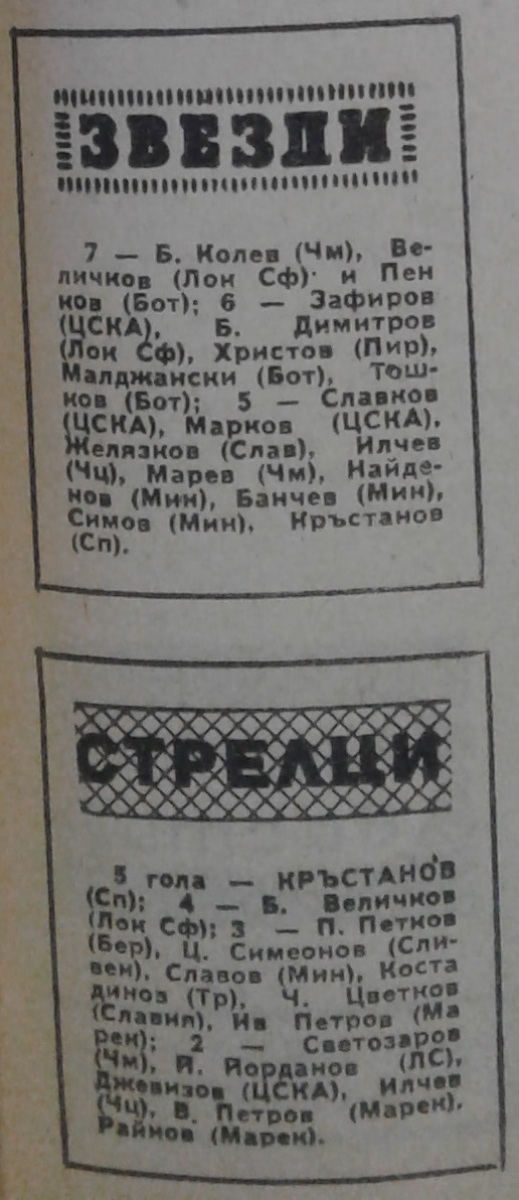 ЗВЕЗДИ
7 — Б. Колев (Чм), Ве-
личков (Лок Сф) и Пен
ков (Бот); 6 — Зафиров
(ЦСКА), Б. Димитров
(Лок Сф), Христов (Пир),
Малджански (Бот), Тош-
ков (Бот); 5 — Славков
(ЦСКА), Марков (ЦСКА),
Желязков (Слав), Илчев
(Чц), Марев (Чм), Найде-
нов (Мин), Банчев (Мин),
Симов (Мин), Кръстанов
(Сп).
СТРЕЛЦИ
5 гола — КРЪСТАНОВ
(Сп); 4 — Б. Величков
(Лок Сф); 3 — П. Петков
(Бер), Ц. Симеонов (Сли-
вен), Славов (Мин), Коста
динов (Тр), Ч. Цветков
(Славия), Ив Петров (Ма
рек); 2 — Светозаров
(Чм), Й. Йорданов (ЛС),
Джевизов (ЦСКА), Илчев
(Чц), В. Петров (Марек),
Райнов (Марек).